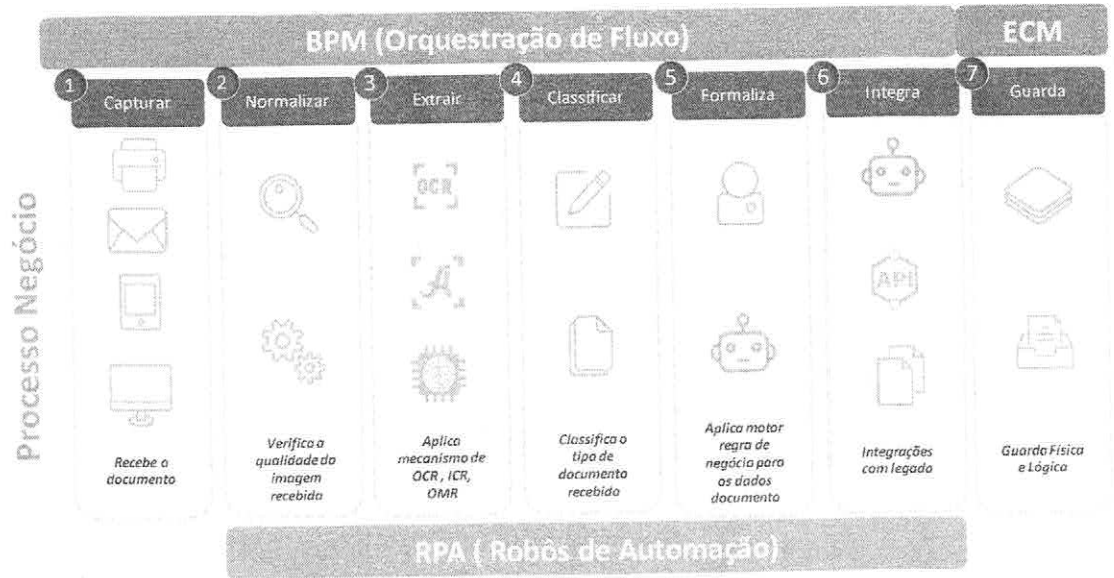 BPM (Orquestração de Fluxo)
ECM
1
Capturar
2
Normalizar
3
Extrair
4
Classificar
5
Formaliza
6
Integra
7
Guarda
Processo Negócio
OCR
API
Recebe o
documento
Verifica a
qualidade da
imagem
recebida
Aplica
mecanismo de
OCR , ICR,
OMR
Classifica o
tipo de
documento
recebido
Aplica motor
regra de
negócio para
os dados
documento
Integrações
com legado
Guarda Física
e Lógica
RPA ( Robôs de Automação)